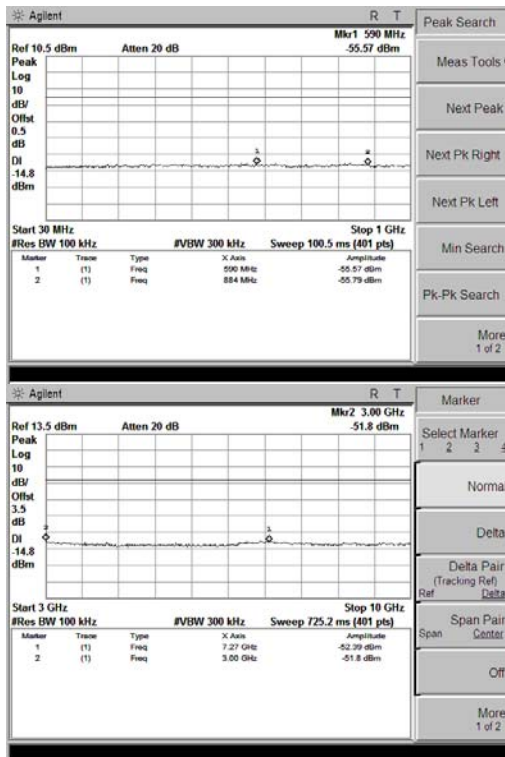 Agilent R T
Mkr1 590 MHz
Ref 10.5 dBm Atten 20 dB -55.57 dBm
Peak
Log
10
dB/
Offst
0.5
dB
DI
-14.8
dBm
1 2
Start 30 MHz Stop 1 GHz
#Res BW 100 kHz #VBW 300 kHz Sweep 100.5 ms (401 pts)
Marker Trace Type X Axis Amplitude
1 (1) Freq 590 MHz -55.57 dBm
2 (1) Freq 884 MHz -55.79 dBm
Peak Search
Meas Tools
Next Peak
Next Pk Right
Next Pk Left
Min Search
Pk-Pk Search
More
1 of 2
Agilent R T
Mkr2 3.00 GHz
Ref 13.5 dBm Atten 20 dB -51.8 dBm
Peak
Log
10
dB/
Offst
3.5
dB
DI
-14.8
dBm
2 1
Start 3 GHz Stop 10 GHz
#Res BW 100 kHz #VBW 300 kHz Sweep 725.2 ms (401 pts)
Marker Trace Type X Axis Amplitude
1 (1) Freq 7.27 GHz -52.39 dBm
2 (1) Freq 3.00 GHz -51.8 dBm
Marker
Select Marker
1 2 3 4
Normal
Delta
Delta Pair
(Tracking Ref)
Ref Delta
Span Pair
Span Center
Off
More
1 of 2